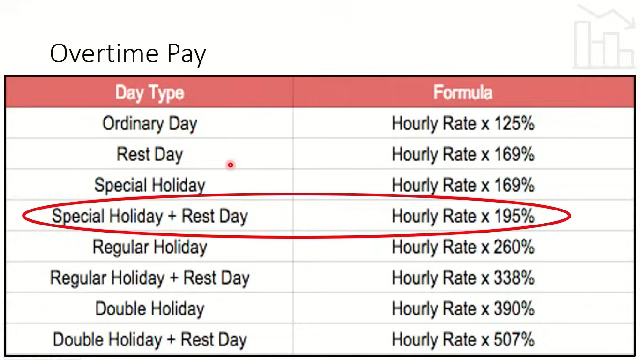 Overtime Pay
Day Type Formula
Ordinary Day Hourly Rate x 125%
Rest Day Hourly Rate x 169%
Special Holiday Hourly Rate x 169%
Special Holiday + Rest Day Hourly Rate x 195%
Regular Holiday Hourly Rate x 260%
Regular Holiday + Rest Day Hourly Rate x 338%
Double Holiday Hourly Rate x 390%
Double Holiday + Rest Day Hourly Rate x 507%